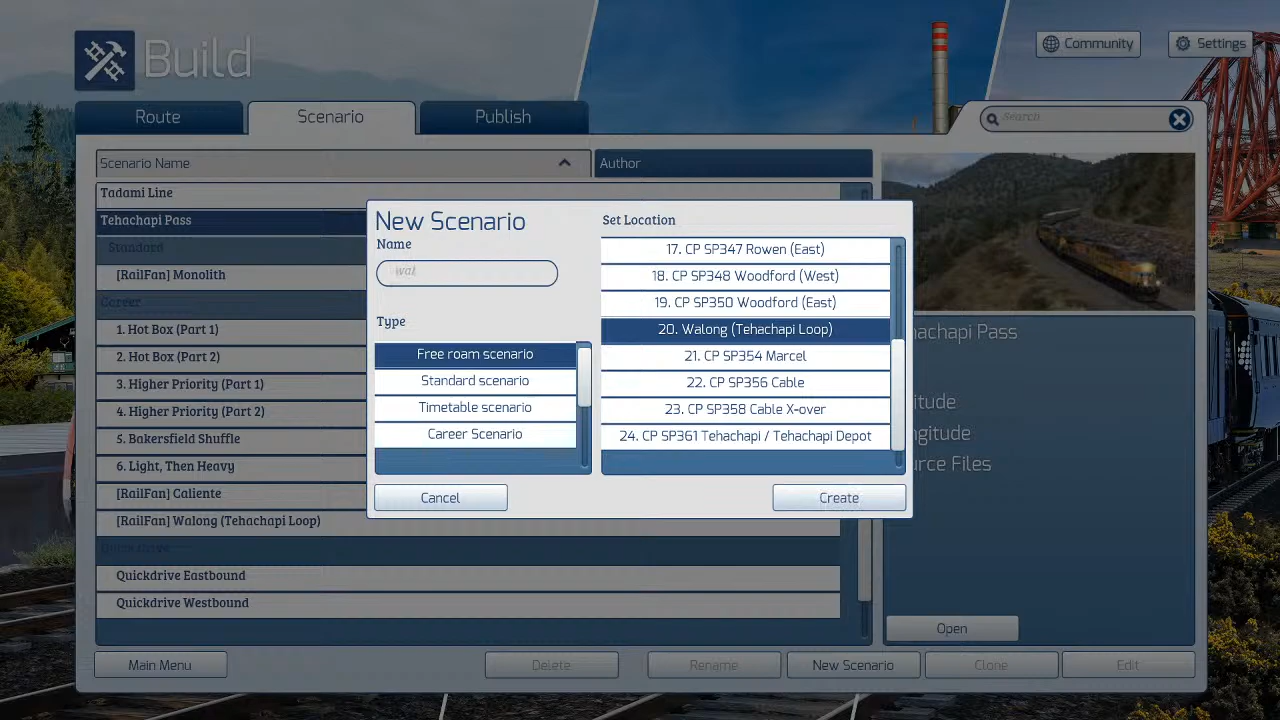 Build
Community
Settings
Route
Scenario
Publish
Search
Scenario Name
Author
Tadami Line
Tehachapi Pass
Standard
[RailFan] Monolith
Career
1. Hot Box (Part 1)
2. Hot Box (Part 2)
3. Higher Priority (Part 1)
4. Higher Priority (Part 2)
5. Bakersfield Shuffle
6. Light, Then Heavy
[RailFan] Caliente
[RailFan] Walong (Tehachapi Loop)
Quickdrive Eastbound
Quickdrive Westbound
New Scenario
Name
wal
Type
Free roam scenario
Standard scenario
Timetable scenario
Career Scenario
Set Location
17. CP SP347 Rowen (East)
18. CP SP348 Woodford (West)
19. CP SP350 Woodford (East)
20. Walong (Tehachapi Loop)
21. CP SP354 Marcel
22. CP SP356 Cable
23. CP SP358 Cable X-over
24. CP SP361 Tehachapi / Tehachapi Depot
Cancel
Create
hachapi Pass
itude
ngitude
urce Files
Open
Main Menu
Delete
Rename
New Scenario
Clone
Edit